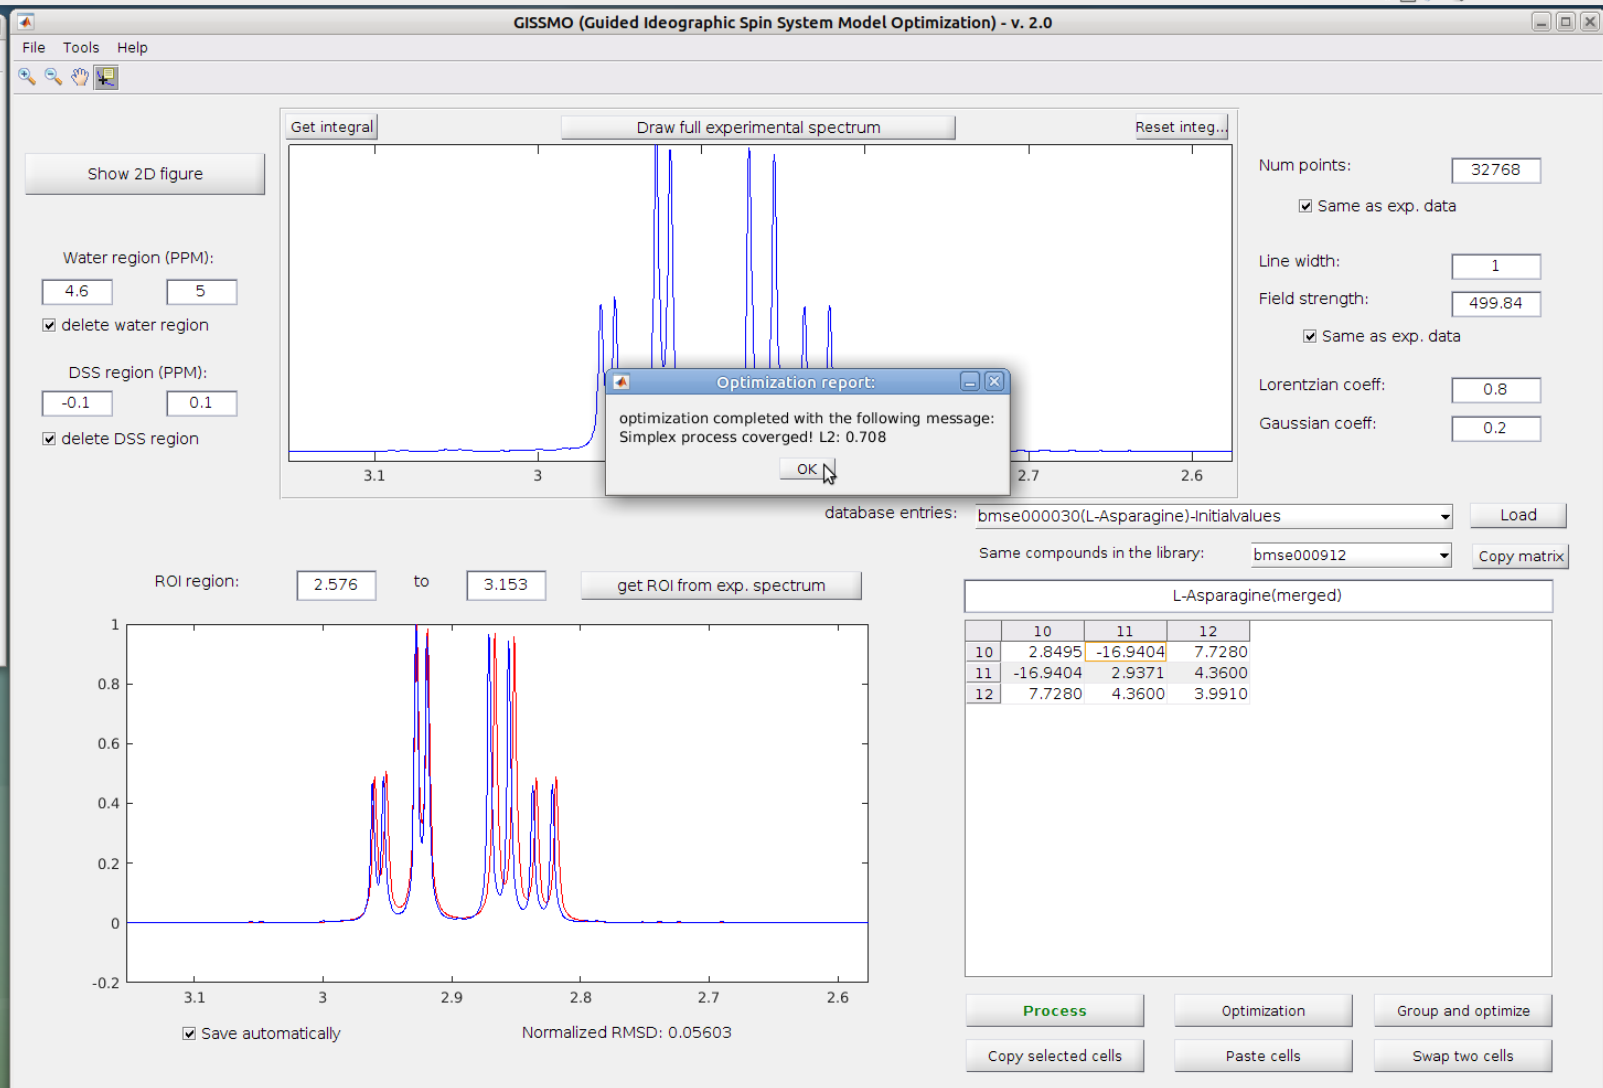 GISSMO (Guided Ideographic Spin System Model Optimization) - v. 2.0
File Tools Help
Get integral
Draw full experimental spectrum
Reset integ...
Show 2D figure
Water region (PPM):
4.6 5
delete water region
DSS region (PPM):
-0.1 0.1
delete DSS region
3.1 3 2.7 2.6
Num points: 32768
Same as exp. data
Line width: 1
Field strength: 499.84
Same as exp. data
Lorentzian coeff: 0.8
Gaussian coeff: 0.2
Optimization report:
optimization completed with the following message:
Simplex process coverged! L2: 0.708
OK
database entries: bmse000030(L-Asparagine)-Initialvalues Load
Same compounds in the library: bmse000912 Copy matrix
ROI region: 2.576 to 3.153 get ROI from exp. spectrum
L-Asparagine(merged)
10 11 12
10 2.8495 -16.9404 7.7280
11 -16.9404 2.9371 4.3600
12 7.7280 4.3600 3.9910
1
0.8
0.6
0.4
0.2
0
-0.2
3.1 3 2.9 2.8 2.7 2.6
Save automatically
Normalized RMSD: 0.05603
Process Optimization Group and optimize
Copy selected cells Paste cells Swap two cells